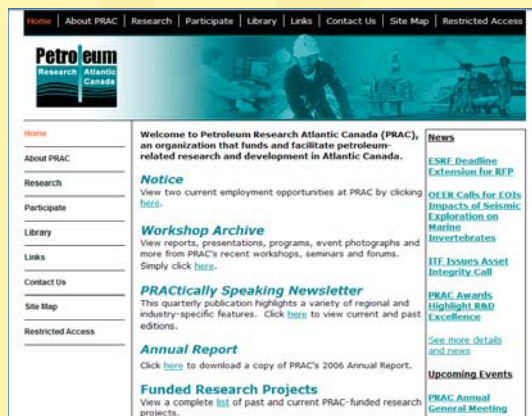 Home | About PRAC | Research | Participate | Library | Links | Contact Us | Site Map | Restricted Access
Petroleum
Research Atlantic
Canada
Home
About PRAC
Research
Participate
Library
Links
Contact Us
Site Map
Restricted Access
Welcome to Petroleum Research Atlantic Canada (PRAC),
an organization that funds and facilitate petroleum-
related research and development in Atlantic Canada.
Notice
View two current employment opportunities at PRAC by clicking
here.
Workshop Archive
View reports, presentations, programs, event photographs and
more from PRAC's recent workshops, seminars and forums.
Simply click here.
PRACtically Speaking Newsletter
This quarterly publication highlights a variety of regional and
industry-specific features. Click here to view current and past
editions.
Annual Report
Click here to download a copy of PRAC's 2006 Annual Report.
Funded Research Projects
View a complete list of past and current PRAC-funded research
projects.
News
ESRF Deadline
Extension for RFP
OEER Calls for EOIs
Impacts of Seismic
Exploration on
Marine
Invertebrates
ITF Issues Asset
Integrity Call
PRAC Awards
Highlight R&D
Excellence
See more details
and news
Upcoming Events
PRAC Annual
General Meeting